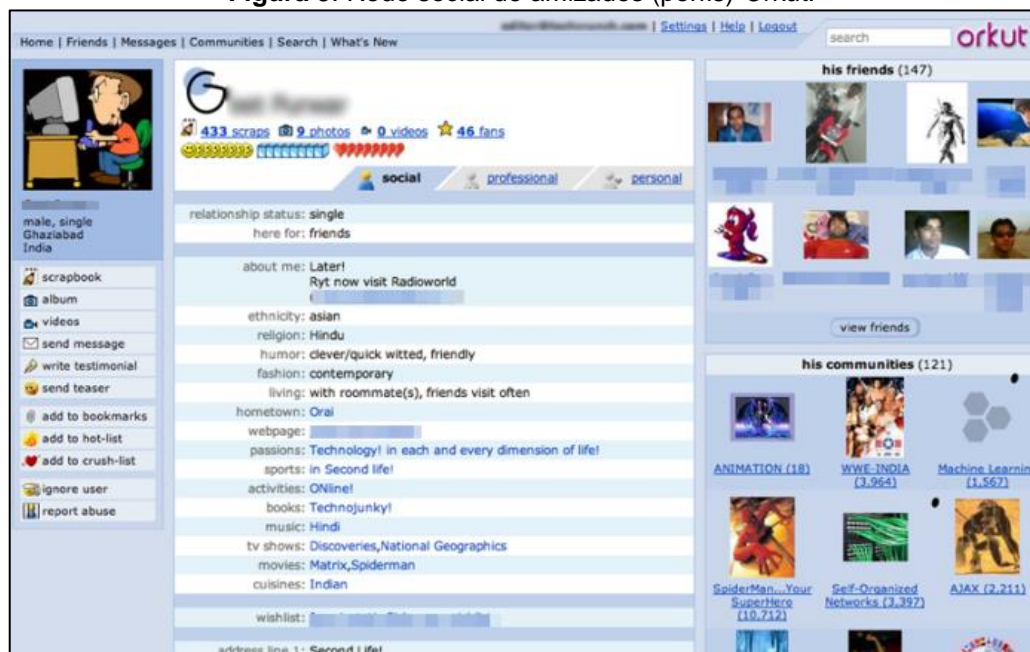 Figura 3. Rede social de amizades (perfis) Orkut.
| Settings | Help | Logout
Home | Friends | Messages | Communities | Search | What's New
search
orkut
433 scraps 9 photos 0 videos 46 fans
social professional personal
male, single
Ghaziabad
India
scrapbook
album
videos
send message
write testimonial
send teaser
add to bookmarks
add to hot-list
add to crush-list
ignore user
report abuse
relationship status: single
here for: friends
about me: Later!
Ryt now visit Radioworld
ethnicity: asian
religion: Hindu
humor: clever/quick witted, friendly
fashion: contemporary
living: with roommate(s), friends visit often
hometown: Orai
webpage:
passions: Technology! in each and every dimension of life!
sports: in Second life!
activities: ONline!
books: Technojunky!
music: Hindi
tv shows: Discoveries,National Geographics
movies: Matrix,Spiderman
cuisines: Indian
wishlist:
address line 1: Second Life!
his friends (147)
view friends
his communities (121)
ANIMATION (18)
WWE-INDIA
(3,964)
Machine Learnin
(1,567)
SpiderMan...Your
SuperHero
(10,712)
Self-Organized
Networks (3,397)
AJAX (2,211)